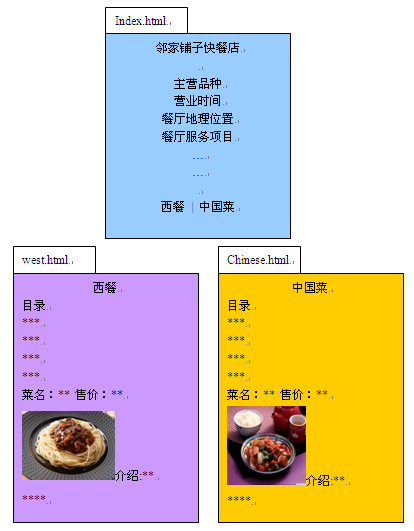 Index.html
邻家铺子快餐店
主营品种
营业时间
餐厅地理位置
餐厅服务项目
....
....
西餐 | 中国菜
west.html
西餐
目录
***
***
***
***
菜名：** 售价：**
介绍:**
****
Chinese.html
中国菜
目录
***
***
***
***
菜名：** 售价：**
介绍:**
****